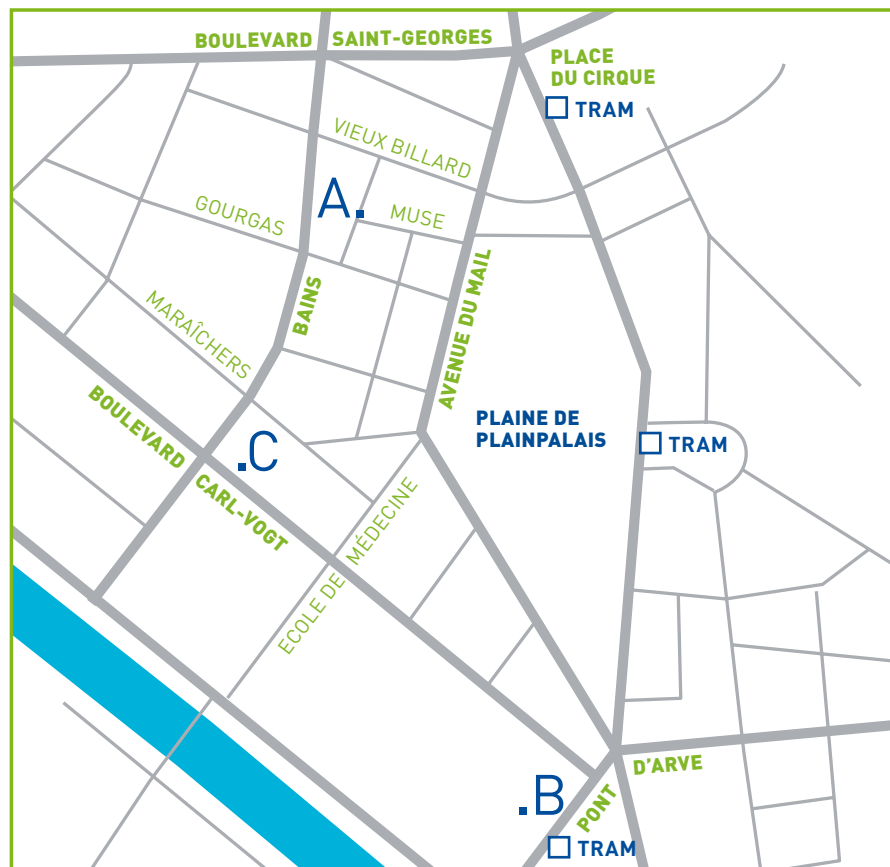 BOULEVARD SAINT-GEORGES
PLACE
DU CIRQUE
TRAM
VIEUX BILLARD
A.
MUSE
GOURGAS
BAINS
AVENUE DU MAIL
MARAÎCHERS
PLAINE DE
PLAINPALAIS
TRAM
BOULEVARD CARL-VOGT
.C
ECOLE DE MÉDECINE
.B
PONT D'ARVE
TRAM